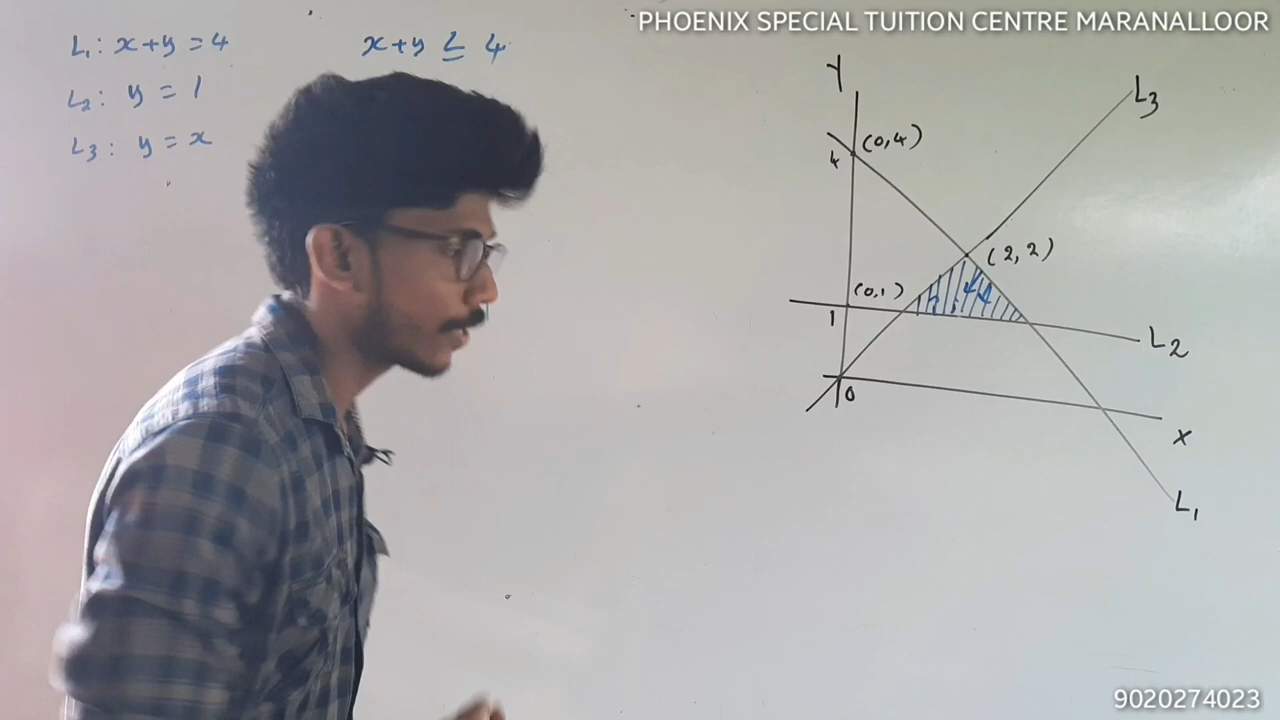 PHOENIX SPECIAL TUITION CENTRE MARANALLOOR
L₁: x+y = 4
x+y ≤ 4
L₂: y = 1
L₃: y = x
Y
L₃
4
(0,4)
(2,2)
(0,1)
1
L₂
0
X
L₁
9020274023